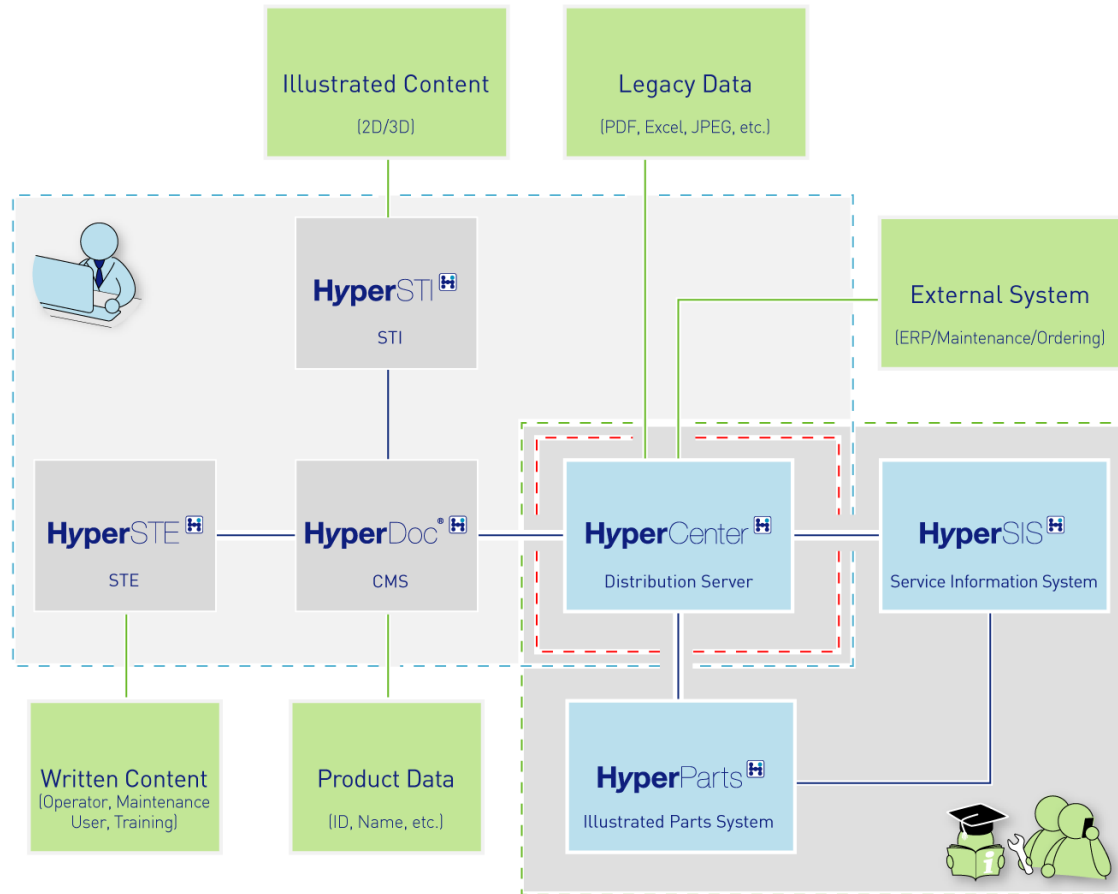 Illustrated Content
(2D/3D)
Legacy Data
(PDF, Excel, JPEG, etc.)
HyperSTI
STI
External System
(ERP/Maintenance/Ordering)
HyperSTE
STE
HyperDoc®
CMS
HyperCenter
Distribution Server
HyperSIS
Service Information System
Written Content
(Operator, Maintenance
User, Training)
Product Data
(ID, Name, etc.)
HyperParts
Illustrated Parts System
i